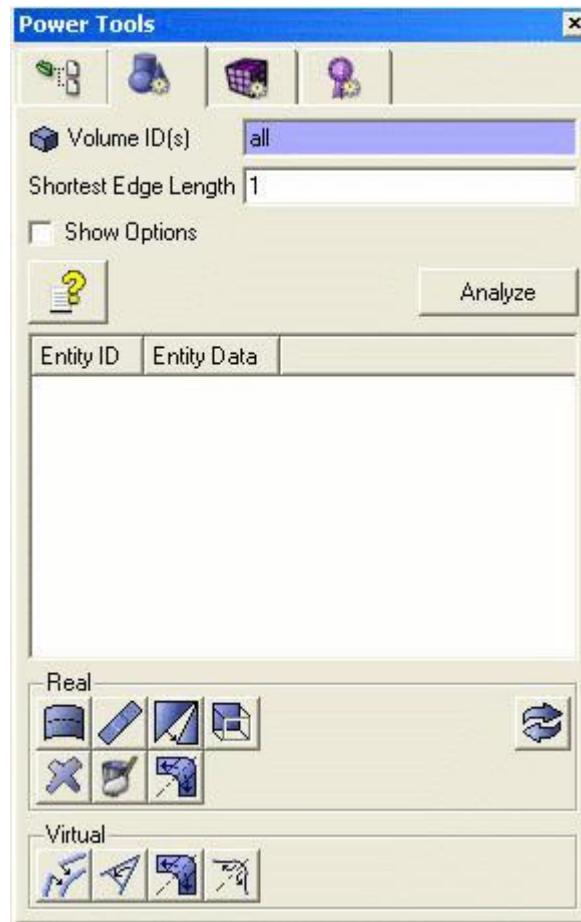 Power Tools
Volume ID(s) all
Shortest Edge Length 1
Show Options
Analyze
Entity ID Entity Data
Real
Virtual